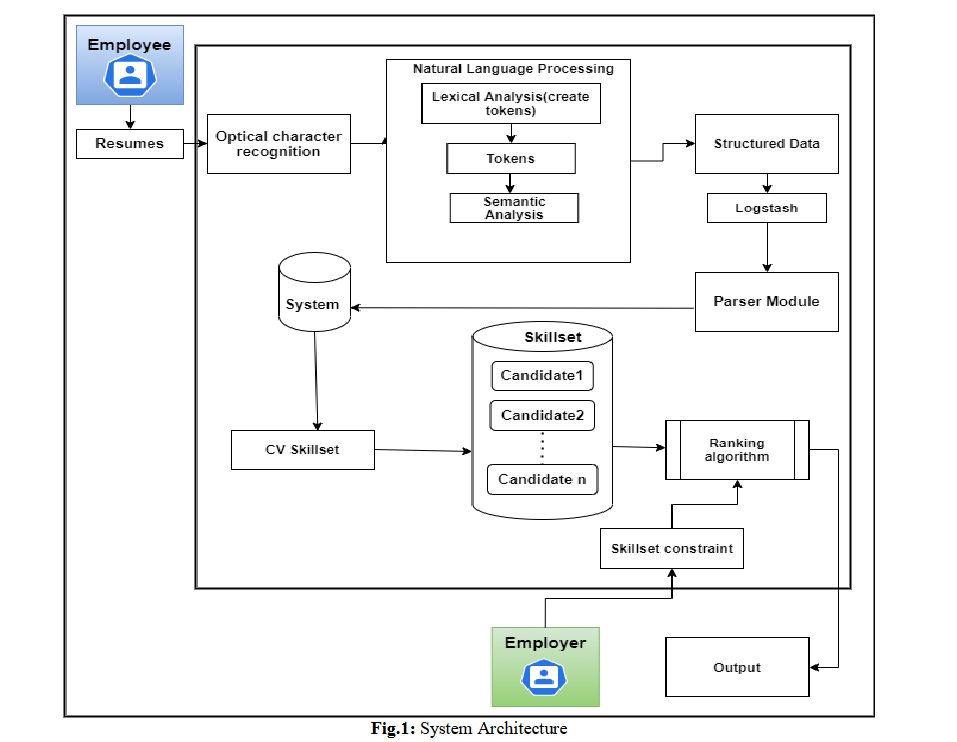 Employee
Resumes
Optical character
recognition
Natural Language Processing
Lexical Analysis(create
tokens)
Tokens
Semantic
Analysis
Structured Data
Logstash
Parser Module
System
CV Skillset
Skillset
Candidate1
Candidate2
Candidate n
Ranking
algorithm
Skillset constraint
Employer
Output
Fig.1: System Architecture